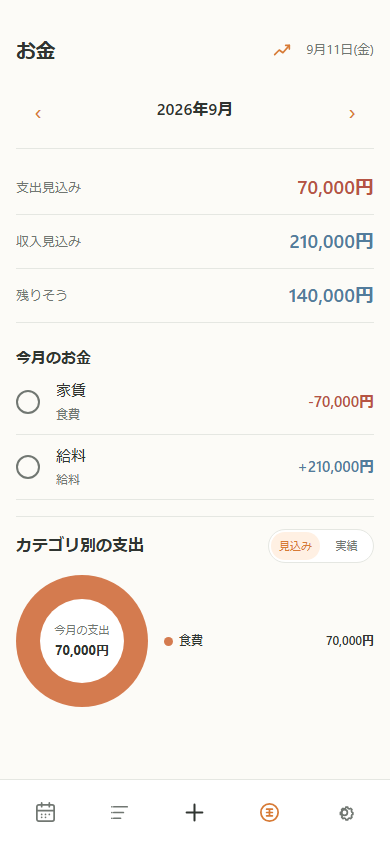 お金
9月11日(金)
‹ 2026年9月 ›
支出見込み 70,000円
収入見込み 210,000円
残りそう 140,000円
今月のお金
家賃
食費
-70,000円
給料
給料
+210,000円
カテゴリ別の支出
見込み 実績
今月の支出
70,000円
食費 70,000円